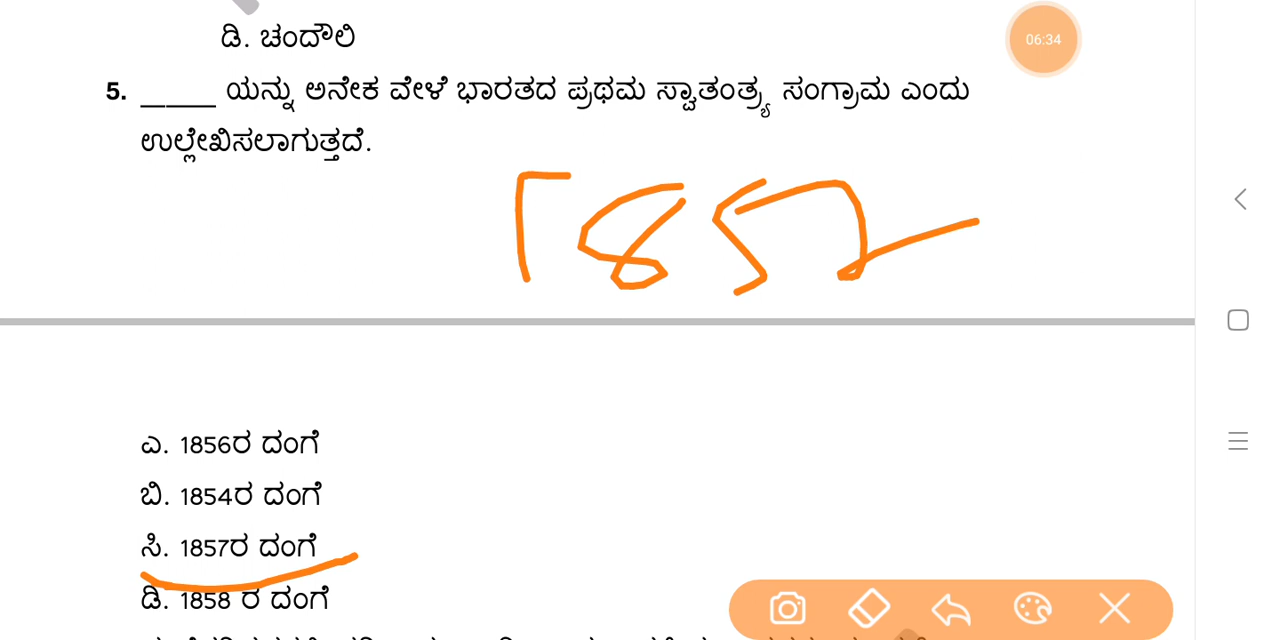 ಡಿ. ಚಂದೌಲಿ
06:34
5. _____ ಯನ್ನು ಅನೇಕ ವೇಳೆ ಭಾರತದ ಪ್ರಥಮ ಸ್ವಾತಂತ್ರ್ಯ ಸಂಗ್ರಾಮ ಎಂದು
ಉಲ್ಲೇಖಿಸಲಾಗುತ್ತದೆ.
1857
ಎ. 1856ರ ದಂಗೆ
ಬಿ. 1854ರ ದಂಗೆ
ಸಿ. 1857ರ ದಂಗೆ
ಡಿ. 1858 ರ ದಂಗೆ